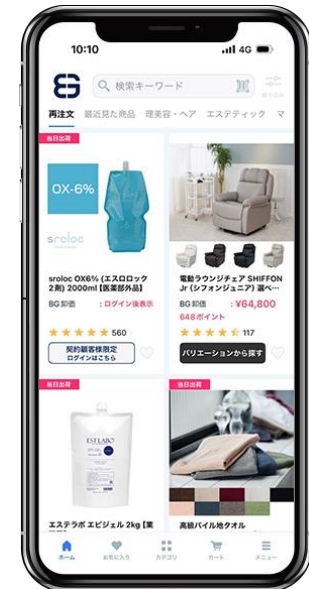 10:10
4G
検索キーワード
再注文 最近見た商品 理美容・ヘア エステティック マ
当日出荷
OX-6%
sroloc
sroloc OX6% (エスロロック
2剤) 2000ml【医薬部外品】
BG卸価 : ログイン後表示
560
契約顧客様限定
ログインはこちら
電動ラウンジチェア SHIFFON
Jr (シフォンジュニア) 選べ…
BG卸価 : ¥64,800
648ポイント
117
バリエーションから探す
当日出荷
ESTLABO
エステラボ エピジェル 2kg【業
当日出荷
高級パイル地タオル
ホーム お気に入り カテゴリ カート メニュー